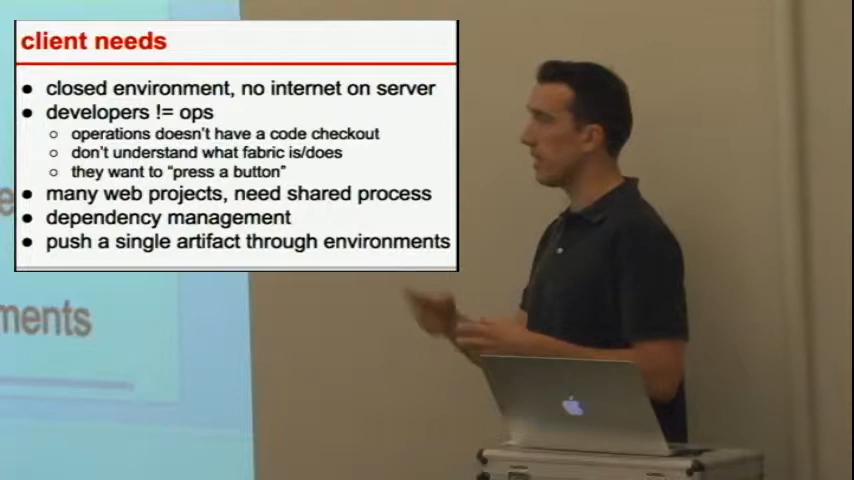 client needs
closed environment, no internet on server
developers != ops
operations doesn't have a code checkout
don't understand what fabric is/does
they want to “press a button”
many web projects, need shared process
dependency management
push a single artifact through environments
ments